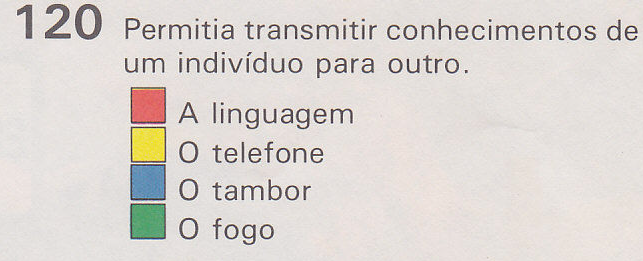 120 Permitia transmitir conhecimentos de
um indivíduo para outro.
A linguagem
O telefone
O tambor
O fogo